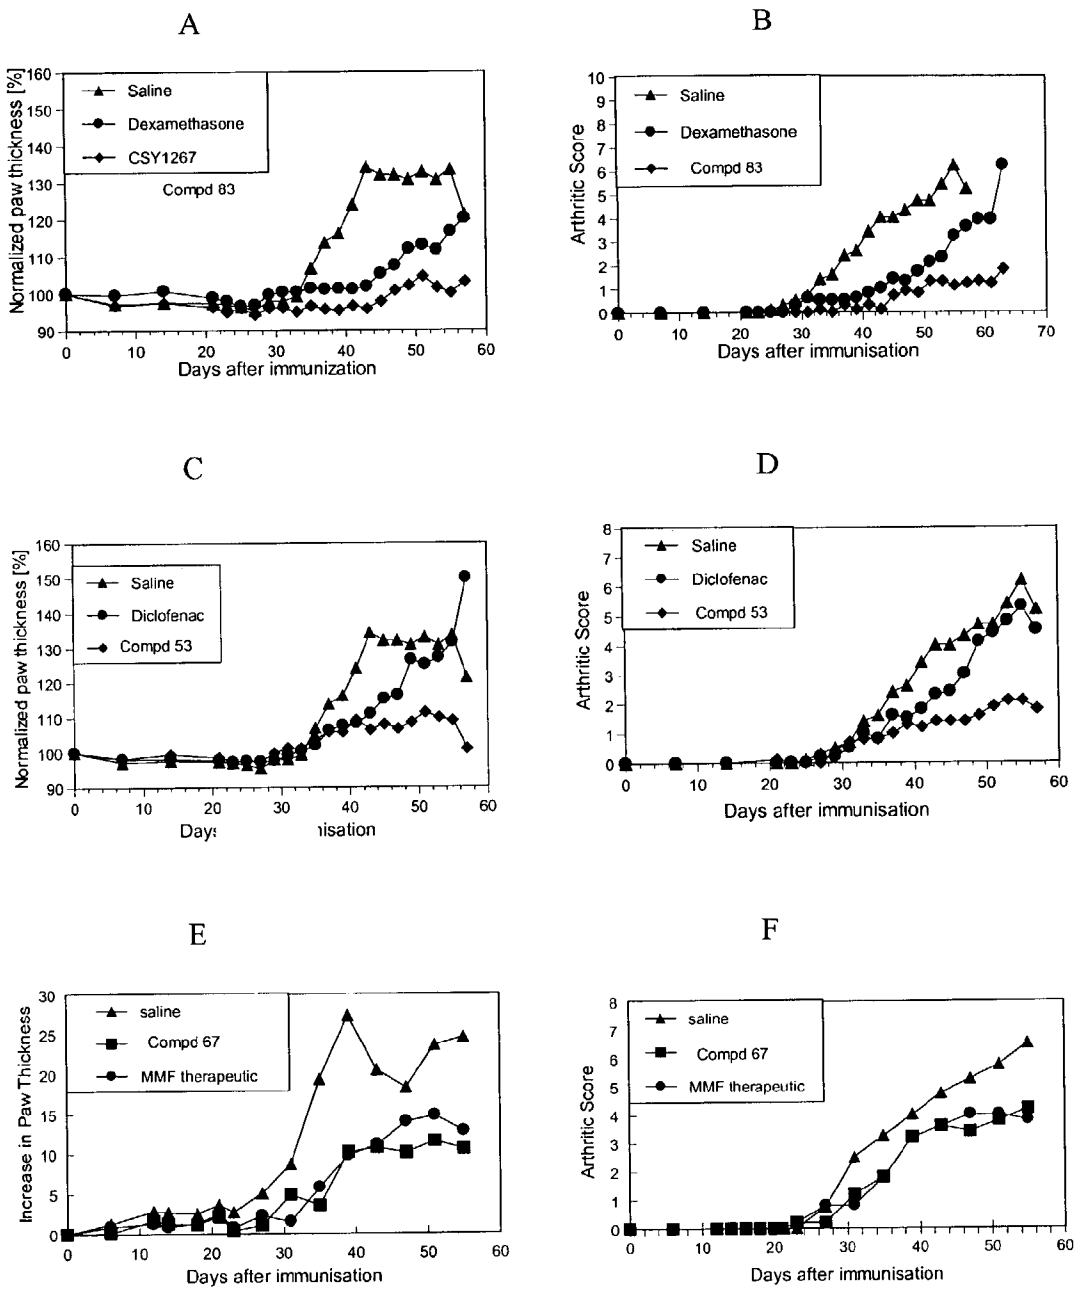 A
Normalized paw thickness [%]
160
150
140
130
120
110
100
90
Saline
Dexamethasone
CSY1267
Compd 83
0 10 20 30 40 50 60
Days after immunization
B
Arthritic Score
10
9
8
7
6
5
4
3
2
1
0
Saline
Dexamethasone
Compd 83
0 10 20 30 40 50 60 70
Days after immunisation
C
Normalized paw thickness [%]
160
150
140
130
120
110
100
90
Saline
Diclofenac
Compd 53
0 10 20 30 40 50 60
Days nisation
D
Arthritic Score
8
7
6
5
4
3
2
1
0
Saline
Diclofenac
Compd 53
0 10 20 30 40 50 60
Days after immunisation
E
Increase in Paw Thickness
30
25
20
15
10
5
0
saline
Compd 67
MMF therapeutic
0 10 20 30 40 50 60
Days after immunisation
F
Arthritic Score
8
7
6
5
4
3
2
1
0
saline
Compd 67
MMF therapeutic
0 10 20 30 40 50 60
Days after immunisation